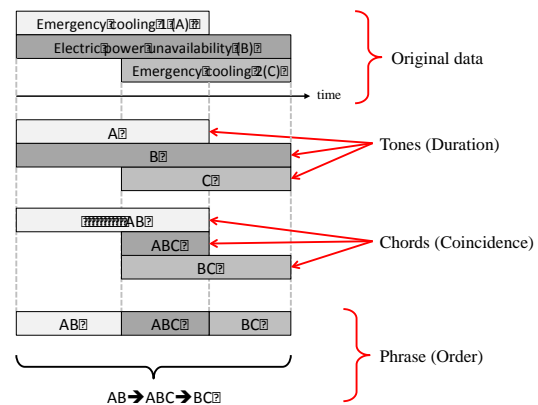 Emergency cooling 1 (A)
Electric power unavailability (B)
Emergency cooling 2(C)
Original data
time
A
B
C
Tones (Duration)
AB
ABC
BC
Chords (Coincidence)
AB
ABC
BC
Phrase (Order)
AB➔ABC➔BC